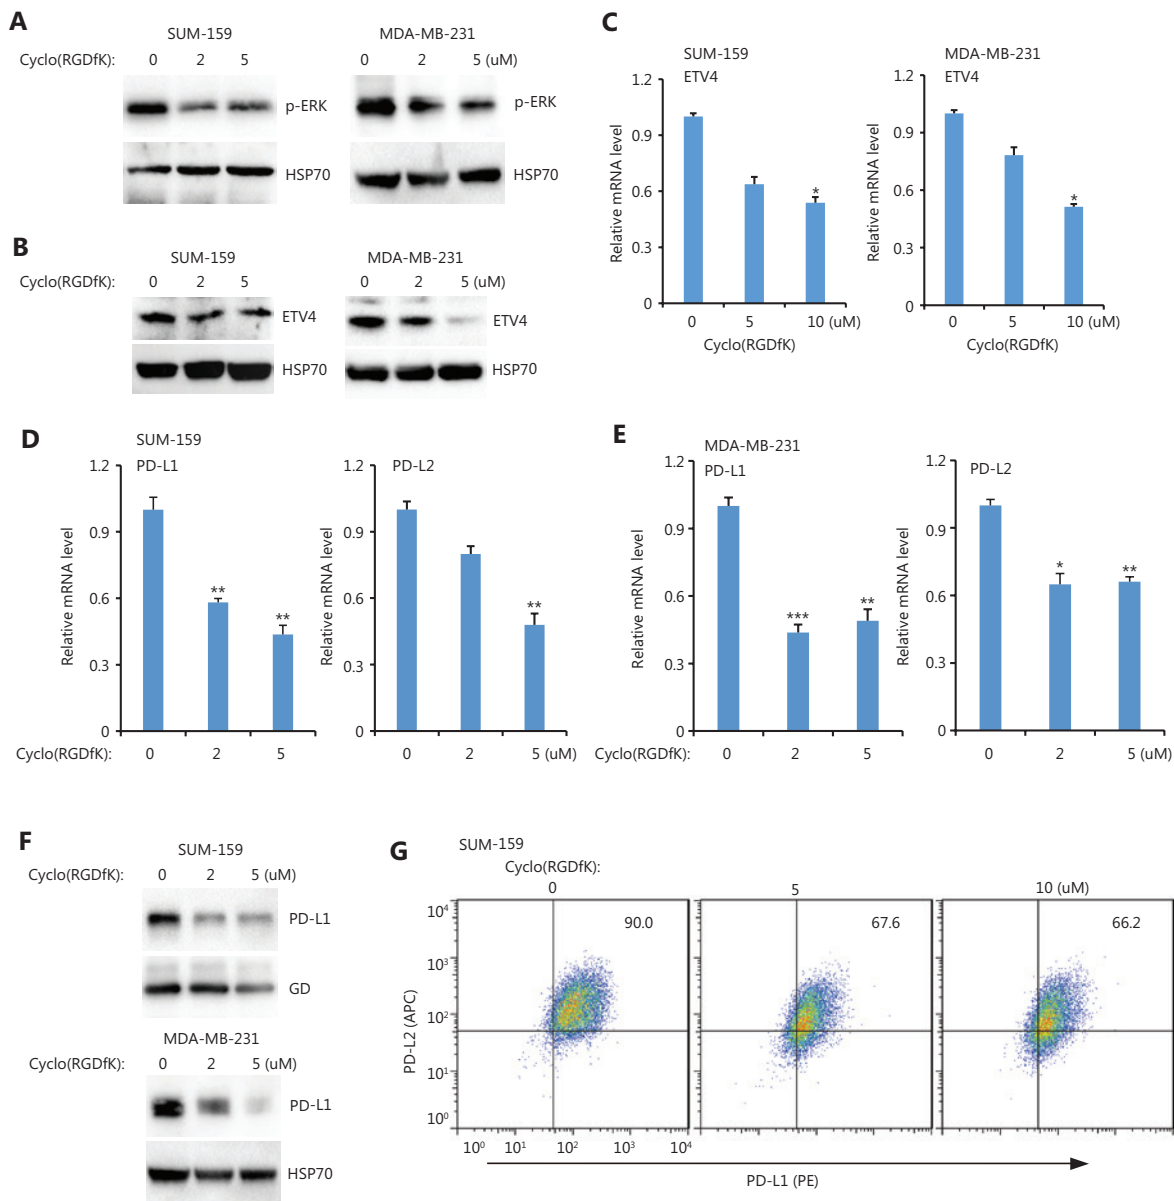 A
SUM-159
MDA-MB-231
Cyclo(RGDfK):
0 2 5
0 2 5 (uM)
p-ERK
p-ERK
HSP70
HSP70
B
SUM-159
MDA-MB-231
Cyclo(RGDfK):
0 2 5
0 2 5 (uM)
ETV4
ETV4
HSP70
HSP70
C
SUM-159
ETV4
Relative mRNA level
1.2
0.9
0.6
0.3
0
*
0 5 10 (uM)
Cyclo(RGDfK)
MDA-MB-231
ETV4
Relative mRNA level
1.2
0.9
0.6
0.3
0
*
0 5 10 (uM)
Cyclo(RGDfK)
D
SUM-159
PD-L1
Relative mRNA level
1.2
0.9
0.6
0.3
0
** **
Cyclo(RGDfK): 0 2 5
PD-L2
Relative mRNA level
1.2
0.9
0.6
0.3
0
**
0 2 5 (uM)
E
MDA-MB-231
PD-L1
Relative mRNA level
1.2
0.9
0.6
0.3
0
*** **
Cyclo(RGDfK): 0 2 5
PD-L2
Relative mRNA level
1.2
0.9
0.6
0.3
0
* **
0 2 5 (uM)
F
SUM-159
Cyclo(RGDfK): 0 2 5 (uM)
PD-L1
GD
MDA-MB-231
Cyclo(RGDfK): 0 2 5 (uM)
PD-L1
HSP70
G
SUM-159
Cyclo(RGDfK):
0 5 10 (uM)
90.0 67.6 66.2
PD-L2 (APC)
10⁴
10³
10²
10¹
10⁰
10⁰ 10¹ 10² 10³ 10⁴
PD-L1 (PE)